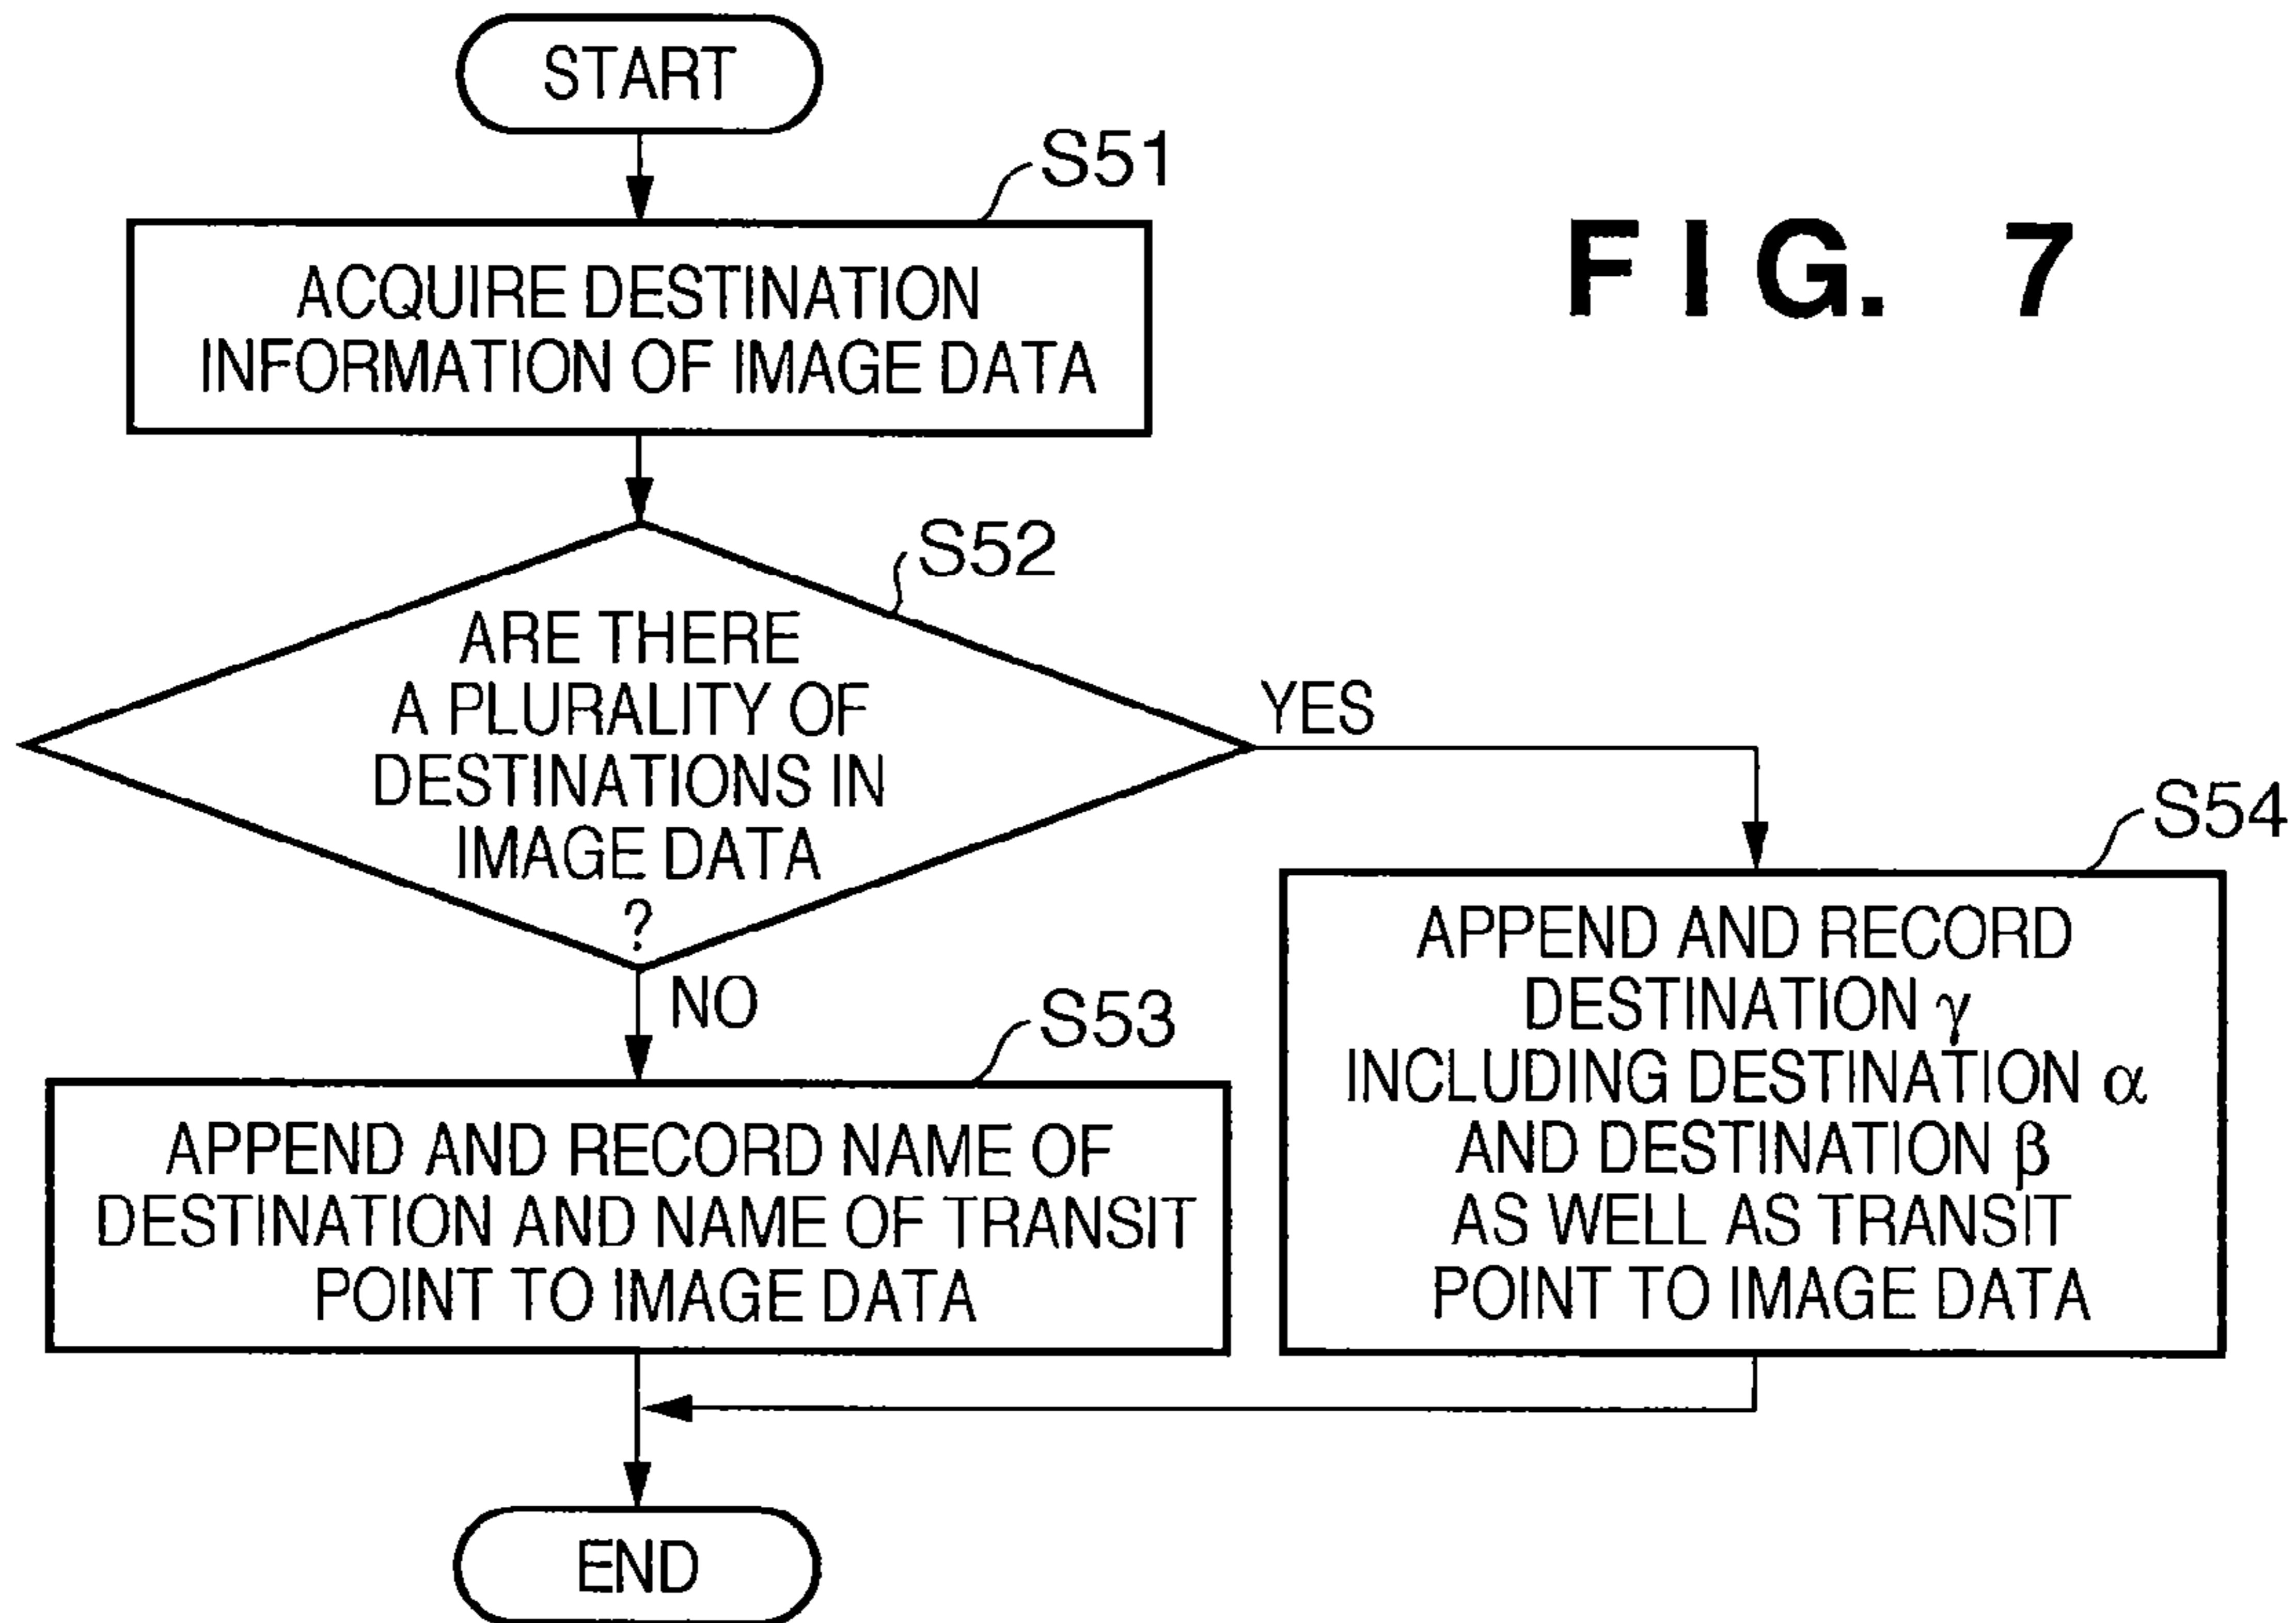 START
S51
FIG. 7
ACQUIRE DESTINATION
INFORMATION OF IMAGE DATA
S52
ARE THERE
A PLURALITY OF
DESTINATIONS IN
IMAGE DATA
?
YES
NO
S53
APPEND AND RECORD NAME OF
DESTINATION AND NAME OF TRANSIT
POINT TO IMAGE DATA
S54
APPEND AND RECORD
DESTINATION γ
INCLUDING DESTINATION α
AND DESTINATION β
AS WELL AS TRANSIT
POINT TO IMAGE DATA
END